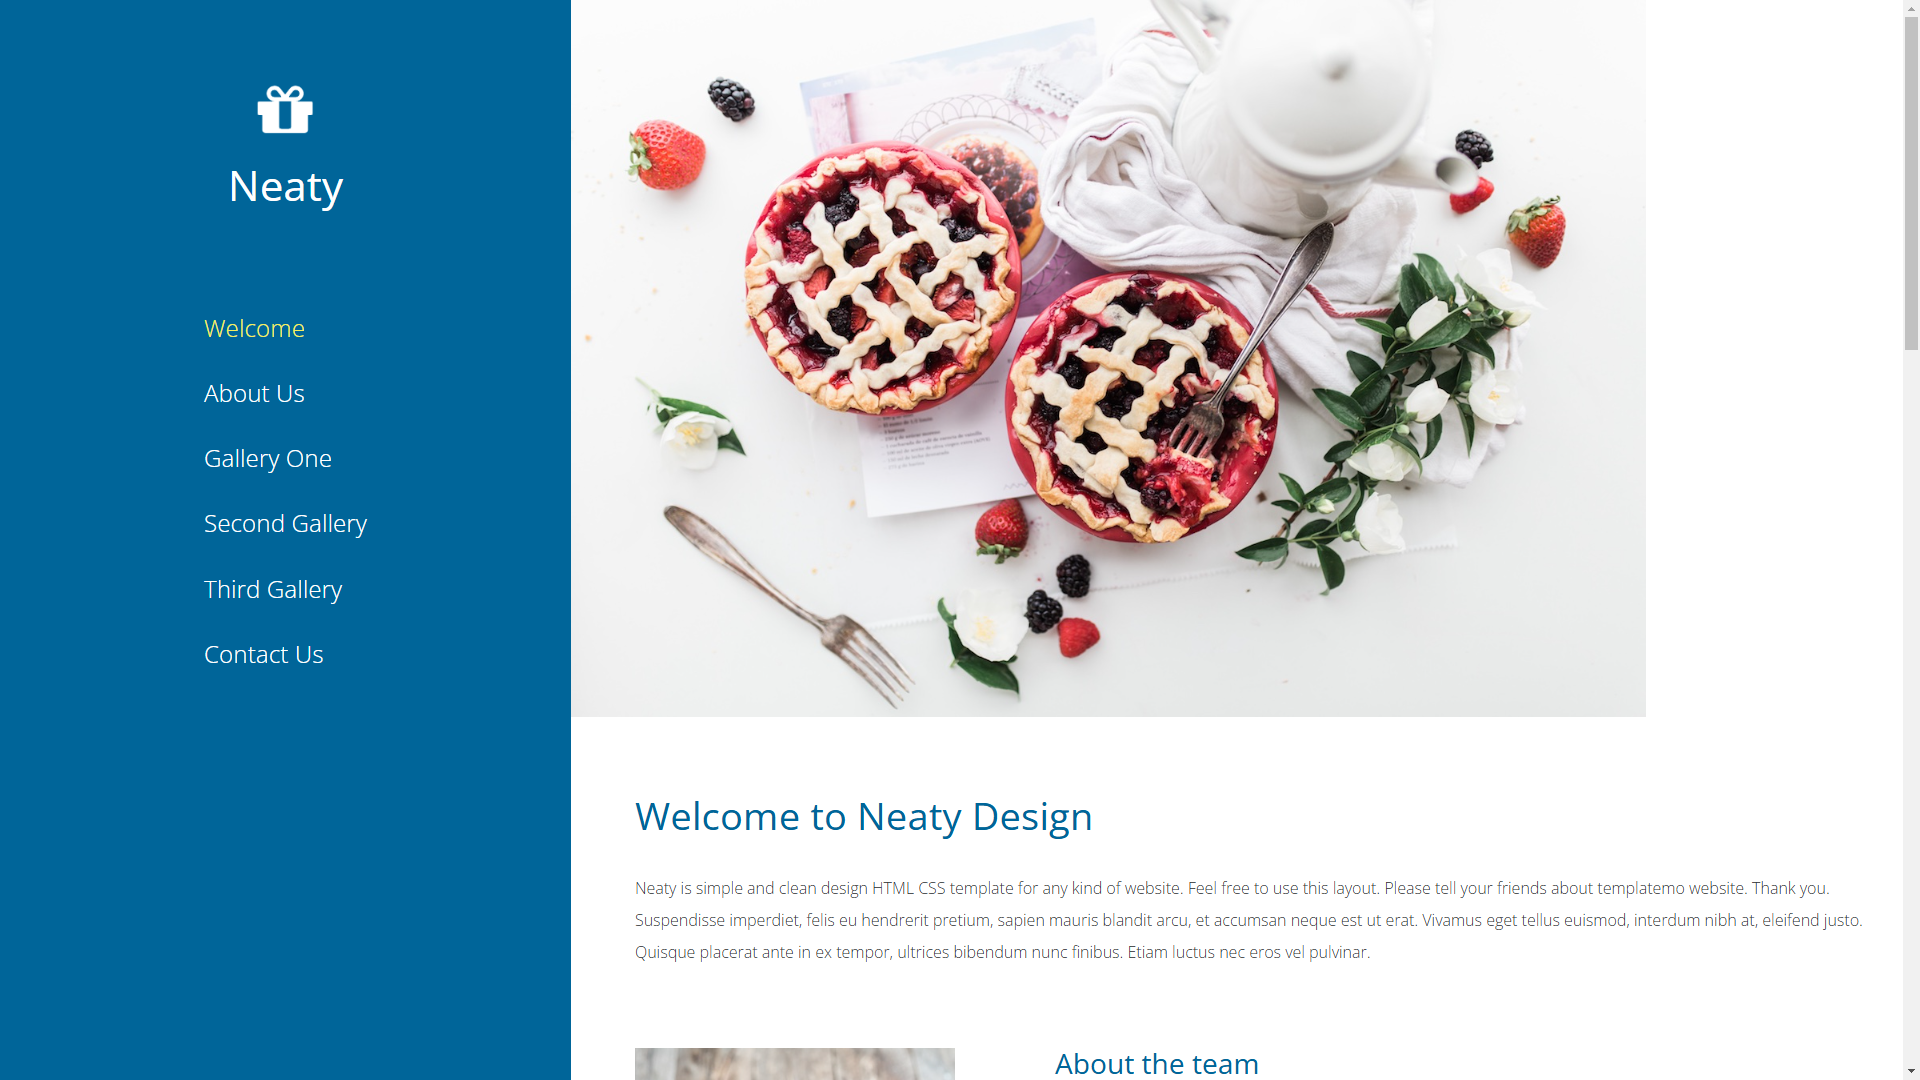 Neaty
Welcome
About Us
Gallery One
Second Gallery
Third Gallery
Contact Us
Welcome to Neaty Design
Neaty is simple and clean design HTML CSS template for any kind of website. Feel free to use this layout. Please tell your friends about templatemo website. Thank you.
Suspendisse imperdiet, felis eu hendrerit pretium, sapien mauris blandit arcu, et accumsan neque est ut erat. Vivamus eget tellus euismod, interdum nibh at, eleifend justo.
Quisque placerat ante in ex tempor, ultrices bibendum nunc finibus. Etiam luctus nec eros vel pulvinar.
About the team